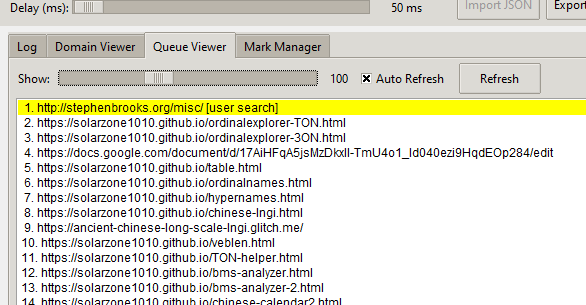 Delay (ms): 50 ms Import JSON Export
Log Domain Viewer Queue Viewer Mark Manager
Show: 100 Auto Refresh Refresh
1. http://stephenbrooks.org/misc/ [user search]
2. https://solarzone1010.github.io/ordinalexplorer-TON.html
3. https://solarzone1010.github.io/ordinalexplorer-3ON.html
4. https://docs.google.com/document/d/17AiHFqA5jsMzDkxll-TmU4o1_Id040ezi9HqdEOp284/edit
5. https://solarzone1010.github.io/table.html
6. https://solarzone1010.github.io/ordinalnames.html
7. https://solarzone1010.github.io/hypernames.html
8. https://solarzone1010.github.io/chinese-lngi.html
9. https://ancient-chinese-long-scale-lngi.glitch.me/
10. https://solarzone1010.github.io/veblen.html
11. https://solarzone1010.github.io/TON-helper.html
12. https://solarzone1010.github.io/bms-analyzer.html
13. https://solarzone1010.github.io/bms-analyzer-2.html
14. https://solarzone1010.github.io/chinese-calendar2.html